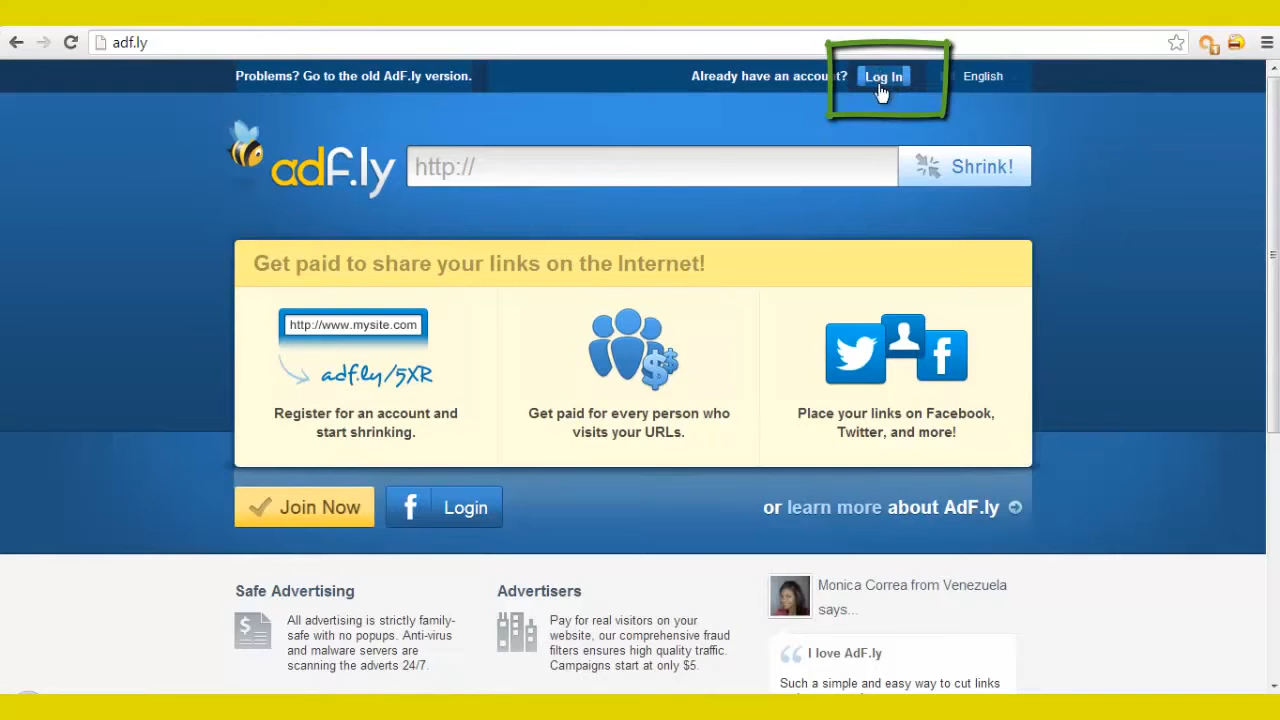 adf.ly
Problems? Go to the old AdF.ly version.
Already have an account?
Log In
English
adf.ly
http://
Shrink!
Get paid to share your links on the Internet!
http://www.mysite.com
adf.ly/5XR
Register for an account and
start shrinking.
Get paid for every person who
visits your URLs.
Place your links on Facebook,
Twitter, and more!
Join Now
f
Login
or learn more about AdF.ly
Safe Advertising
All advertising is strictly family-
safe with no popups. Anti-virus
and malware servers are
scanning the adverts 24/7.
Advertisers
Pay for real visitors on your
website, our comprehensive fraud
filters ensures high quality traffic.
Campaigns start at only $5.
Monica Correa from Venezuela
says...
I love AdF.ly
Such a simple and easy way to cut links